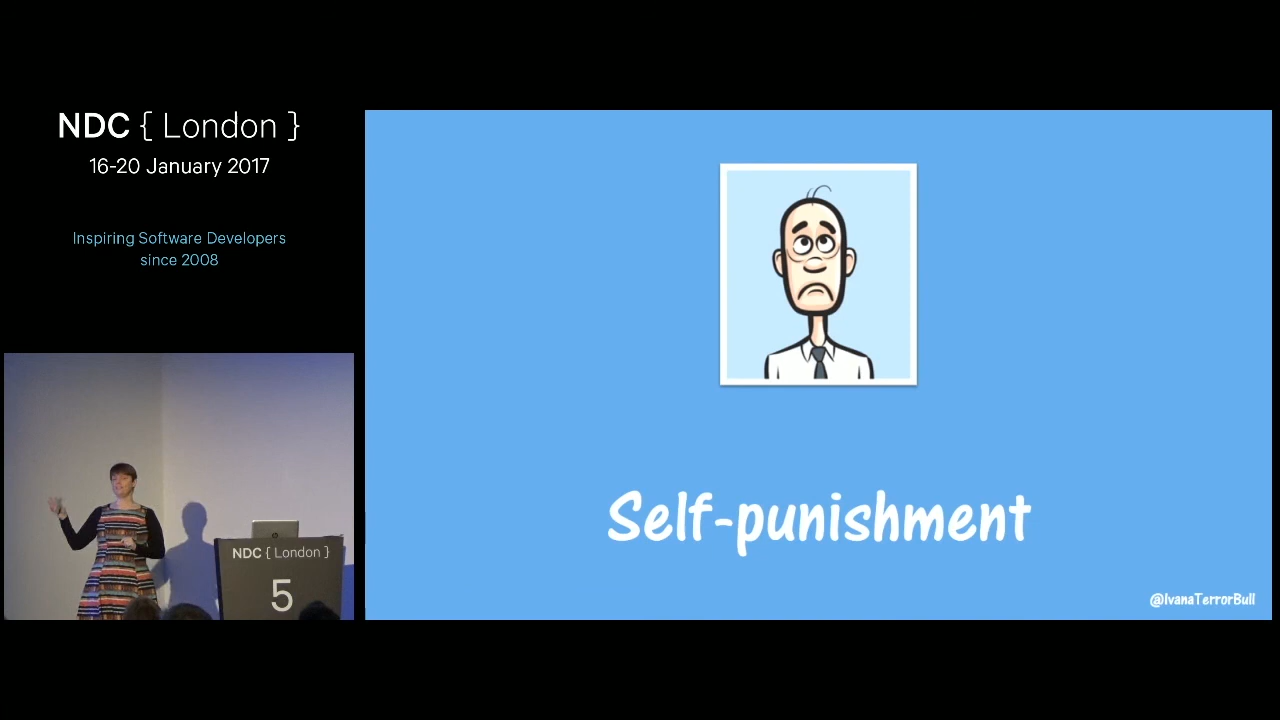 NDC { London }
16-20 January 2017
Inspiring Software Developers
since 2008
NDC { London }
5
Self-punishment
@IvanaTerrorBull